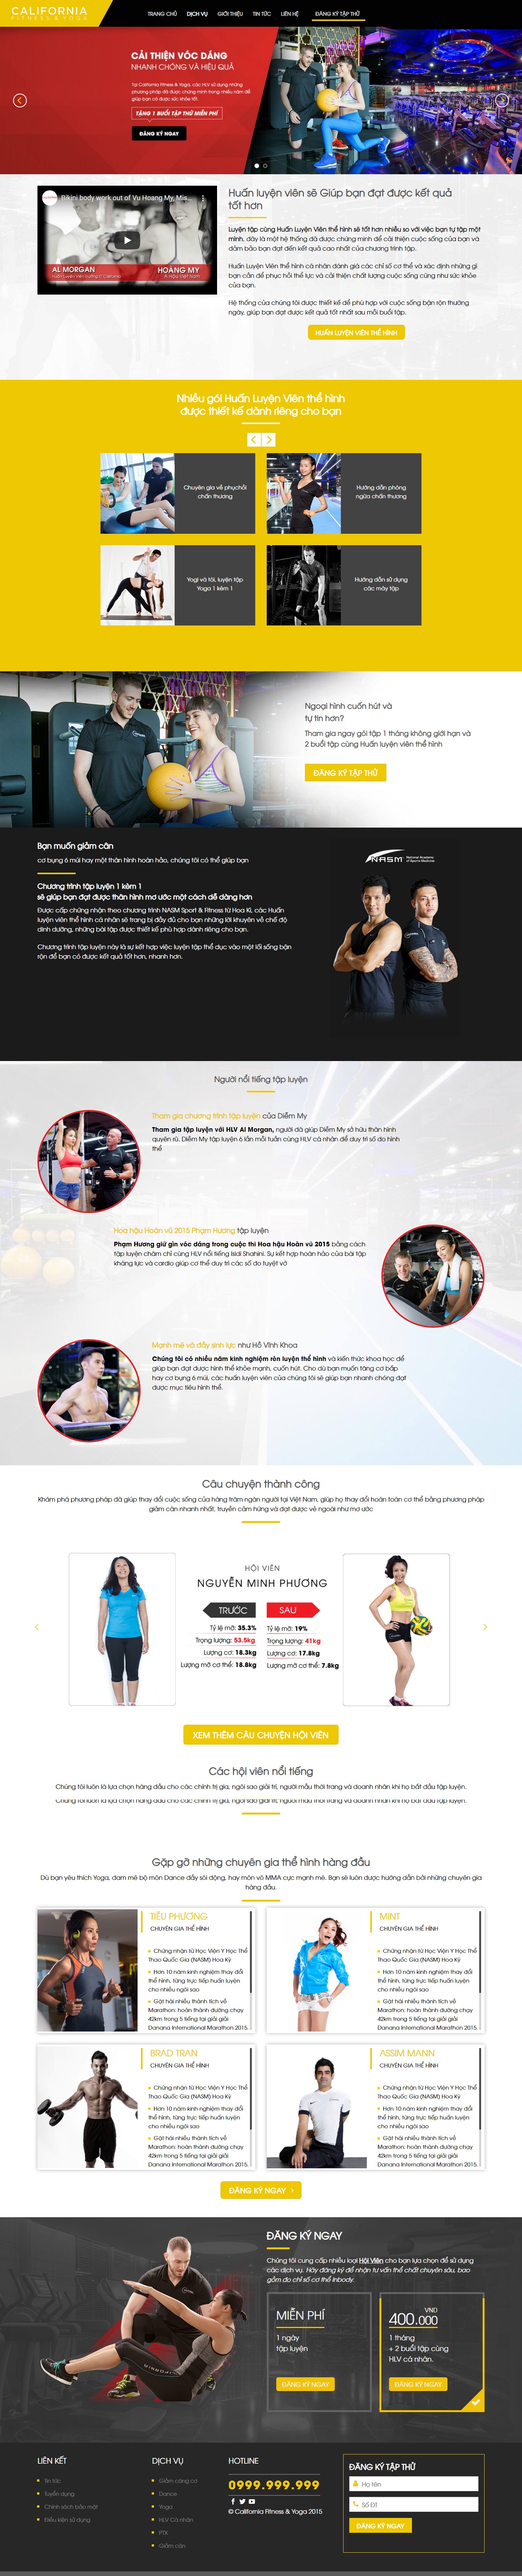 CALIFORNIA
FITNESS & YOGA
TRANG CHỦ DỊCH VỤ GIỚI THIỆU TIN TỨC LIÊN HỆ ĐĂNG KÝ TẬP THỬ
CẢI THIỆN VÓC DÁNG
NHANH CHÓNG VÀ HIỆU QUẢ
Tại California Fitness & Yoga, các HLV sử dụng những
phương pháp đã được chứng minh trong nhiều năm để
giúp bạn có được sức khỏe tốt.
TẶNG 1 BUỔI TẬP THỬ MIỄN PHÍ
ĐĂNG KÝ NGAY
Bikini body work out of Vu Hoang My, Mis...
AL MORGAN
HOÀNG MY
Huấn luyện viên trưởng tại California
Á Hậu Việt Nam
Huấn luyện viên sẽ Giúp bạn đạt được kết quả
tốt hơn
Luyện tập cùng Huấn Luyện Viên thể hình sẽ tốt hơn nhiều so với việc bạn tự tập một
mình, đây là một hệ thống đã được chứng minh để cải thiện cuộc sống của bạn và
đảm bảo bạn đạt đến kết quả cao nhất của chương trình tập.
Huấn Luyện Viên thể hình cá nhân đánh giá các chỉ số cơ thể và xác định những gì
bạn cần để phục hồi thể lực và cải thiện chất lượng cuộc sống cũng như sức khỏe
của bạn.
Hệ thống của chúng tôi được thiết kế để phù hợp với cuộc sống bận rộn thường
ngày, giúp bạn đạt được kết quả tốt nhất sau mỗi buổi tập.
HUẤN LUYỆN VIÊN THỂ HÌNH
Nhiều gói Huấn Luyện Viên thể hình
được thiết kế dành riêng cho bạn
Chuyên gia về phụchồi
chấn thương
Hướng dẫn phòng
ngừa chấn thương
Yogi và tôi, luyện tập
Yoga 1 kèm 1
Hướng dẫn sử dụng
các máy tập
Ngoại hình cuốn hút và
tự tin hơn?
Tham gia ngay gói tập 1 tháng không giới hạn và
2 buổi tập cùng Huấn luyện viên thể hình
ĐĂNG KÝ TẬP THỬ
Bạn muốn giảm cân
cơ bụng 6 múi hay một thân hình hoàn hảo, chúng tôi có thể giúp bạn
Chương trình tập luyện 1 kèm 1
sẽ giúp bạn đạt được thân hình mơ ước một cách dễ dàng hơn
Được cấp chứng nhận theo chương trình NASM Sport & Fitness từ Hoa Kì, các Huấn
luyện viên thể hình cá nhân sẽ trang bị đầy đủ cho bạn những lời khuyên về chế độ
dinh dưỡng, những bài tập được thiết kế phù hợp dành riêng cho bạn.
Chương trình tập luyện này là sự kết hợp việc luyện tập thể dục vào một lối sống bận
rộn để bạn có được kết quả tốt hơn, nhanh hơn.
NASM National Academy
of Sports Medicine
Người nổi tiếng tập luyện
Tham gia chương trình tập luyện của Diễm My
Tham gia tập luyện với HLV Al Morgan, người đã giúp Diễm My sở hữu thân hình
quyến rũ. Diễm My tập luyện 6 lần mỗi tuần cùng HLV cá nhân để duy trì số đo hình
thể
Hoa hậu Hoàn vũ 2015 Phạm Hương tập luyện
Phạm Hương giữ gìn vóc dáng trong cuộc thi Hoa hậu Hoàn vũ 2015 bằng cách
tập luyện chăm chỉ cùng HLV nổi tiếng Iadi Shahini. Sự kết hợp hoàn hảo của bài tập
kháng lực và cardio giúp cơ thể duy trì các số đo tuyệt vờ
Mạnh mẽ và đầy sinh lực như Hồ Vĩnh Khoa
Chúng tôi có nhiều năm kinh nghiệm rèn luyện thể hình và kiến thức khoa học để
giúp bạn đạt được hình thể khỏe mạnh, cuốn hút. Cho dù bạn muốn tăng cơ bắp
hay cơ bụng 6 múi, các huấn luyện viên của chúng tôi sẽ giúp bạn nhanh chóng đạt
được mục tiêu hình thể.
Câu chuyện thành công
Khám phá phương pháp đã giúp thay đổi cuộc sống của hàng trăm ngàn người tại Việt Nam, giúp họ thay đổi hoàn toàn cơ thể bằng phương pháp
giảm cân nhanh nhất, truyền cảm hứng và đạt được vẻ ngoài như mơ ước
HỘI VIÊN
NGUYỄN MINH PHƯƠNG
TRƯỚC SAU
Tỷ lệ mỡ: 35.3% Tỷ lệ mỡ: 19%
Trọng lượng: 53.5kg Trọng lượng: 41kg
Lượng cơ: 18.3kg Lượng cơ: 17.8kg
Lượng mỡ cơ thể: 18.8kg Lượng mỡ cơ thể: 7.8kg
XEM THÊM CÂU CHUYỆN HỘI VIÊN
Các hội viên nổi tiếng
Chúng tôi luôn là lựa chọn hàng đầu cho các chính trị gia, ngôi sao giải trí, người mẫu thời trang và doanh nhân khi họ bắt đầu tập luyện.
Chúng tôi luôn là lựa chọn hàng đầu cho các chính trị gia, ngôi sao giải trí, người mẫu thời trang và doanh nhân khi họ bắt đầu tập luyện.
Gặp gỡ những chuyên gia thể hình hàng đầu
Dù bạn yêu thích Yoga, đam mê bộ môn Dance đầy sôi động, hay môn võ MMA cực mạnh mẽ. Bạn sẽ luôn được hướng dẫn bởi những chuyên gia
hàng đầu.
TIỂU PHƯƠNG
CHUYÊN GIA THỂ HÌNH
Chứng nhận từ Học Viện Y Học Thể
Thao Quốc Gia (NASM) Hoa Kỳ
Hơn 10 năm kinh nghiệm thay đổi
thể hình, từng trực tiếp huấn luyện
cho nhiều ngôi sao
Gặt hái nhiều thành tích về
Marathon: hoàn thành đường chạy
42km trong 5 tiếng tại giải giải
Danang International Marathon 2015,
MINT
CHUYÊN GIA THỂ HÌNH
Chứng nhận từ Học Viện Y Học Thể
Thao Quốc Gia (NASM) Hoa Kỳ
Hơn 10 năm kinh nghiệm thay đổi
thể hình, từng trực tiếp huấn luyện
cho nhiều ngôi sao
Gặt hái nhiều thành tích về
Marathon: hoàn thành đường chạy
42km trong 5 tiếng tại giải giải
Danang International Marathon 2015,
BRAD TRAN
CHUYÊN GIA THỂ HÌNH
Chứng nhận từ Học Viện Y Học Thể
Thao Quốc Gia (NASM) Hoa Kỳ
Hơn 10 năm kinh nghiệm thay đổi
thể hình, từng trực tiếp huấn luyện
cho nhiều ngôi sao
Gặt hái nhiều thành tích về
Marathon: hoàn thành đường chạy
42km trong 5 tiếng tại giải giải
Danang International Marathon 2015,
ASSIM MANN
CHUYÊN GIA THỂ HÌNH
Chứng nhận từ Học Viện Y Học Thể
Thao Quốc Gia (NASM) Hoa Kỳ
Hơn 10 năm kinh nghiệm thay đổi
thể hình, từng trực tiếp huấn luyện
cho nhiều ngôi sao
Gặt hái nhiều thành tích về
Marathon: hoàn thành đường chạy
42km trong 5 tiếng tại giải giải
Danang International Marathon 2015,
ĐĂNG KÝ NGAY
ĐĂNG KÝ NGAY
Chúng tôi cung cấp nhiều loại Hội Viên cho bạn lựa chọn để sử dụng
các dịch vụ. Hãy đăng ký để nhận tư vấn thể chất chuyên sâu, bao
gồm đo chỉ số cơ thể Inbody.
MIỄN PHÍ
1 ngày
tập luyện
ĐĂNG KÝ NGAY
VNĐ
400.000
1 tháng
+ 2 buổi tập cùng
HLV cá nhân.
ĐĂNG KÝ NGAY
LIÊN KẾT
Tin tức
Tuyển dụng
Chính sách bảo mật
Điều kiện sử dụng
DỊCH VỤ
Giảm căng cơ
Dance
Yoga
HLV Cá nhân
PTX
Giảm cân
HOTLINE
0999.999.999
© California Fitness & Yoga 2015
ĐĂNG KÝ TẬP THỬ
Họ tên
Số ĐT
ĐĂNG KÝ NGAY